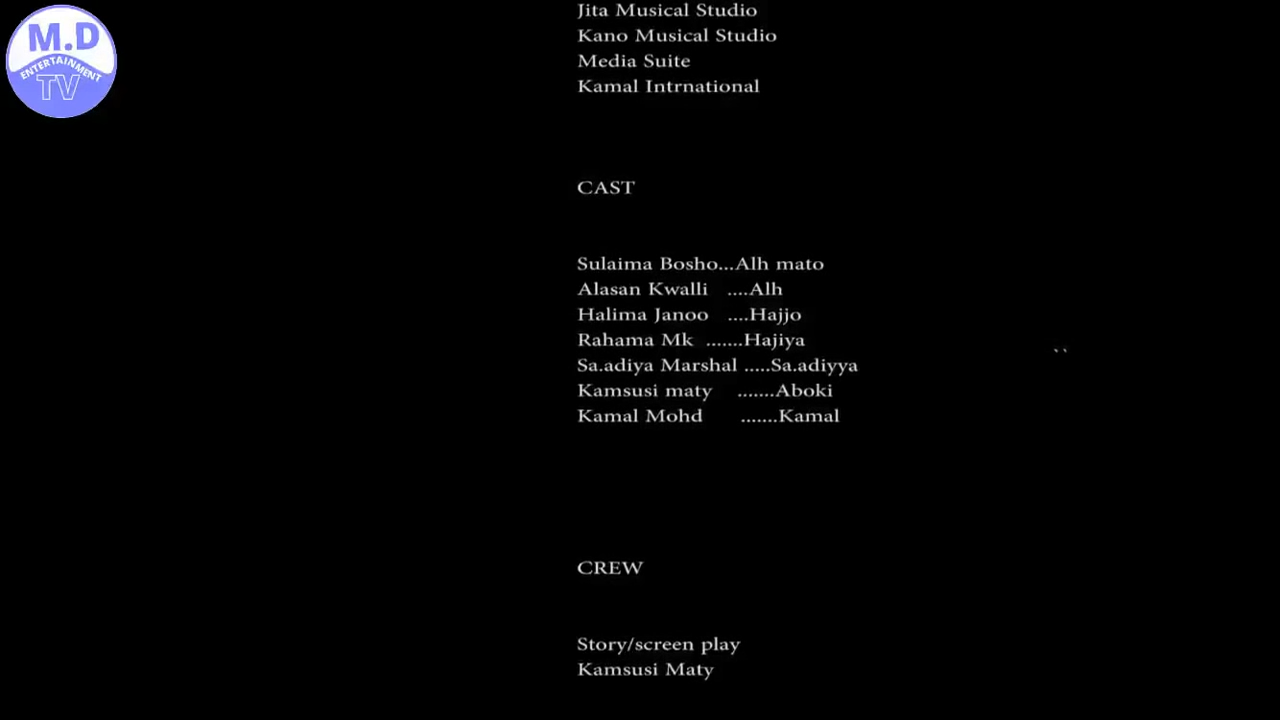 M.D
ENTERTAINMENT
TV
Jita Musical Studio
Kano Musical Studio
Media Suite
Kamal Intrnational
CAST
Sulaima Bosho...Alh mato
Alasan Kwalli ....Alh
Halima Janoo ....Hajjo
Rahama Mk .......Hajiya
Sa.adiya Marshal .....Sa.adiyya
Kamsusi maty .......Aboki
Kamal Mohd .......Kamal
``
CREW
Story/screen play
Kamsusi Maty